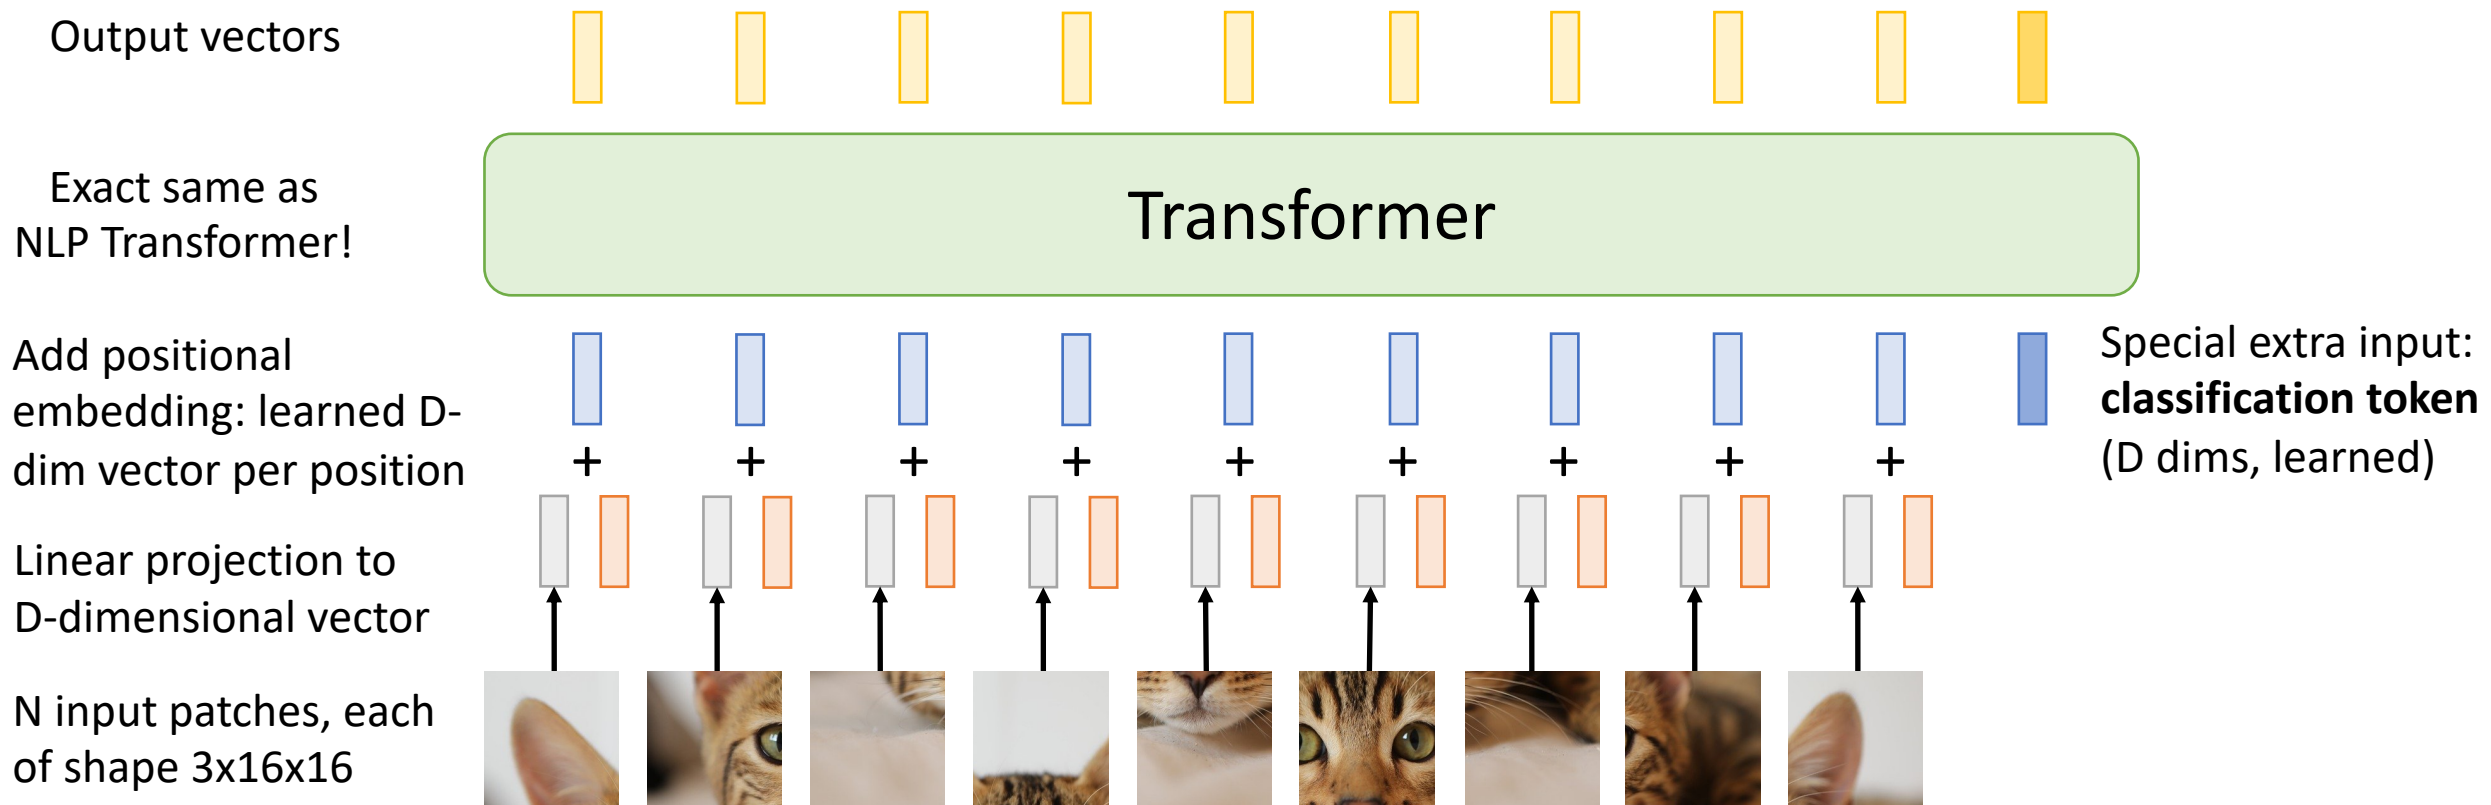 Output vectors
Exact same as
NLP Transformer!
Transformer
Add positional
embedding: learned D-
dim vector per position
Special extra input:
classification token
(D dims, learned)
+ + + + + + + + +
Linear projection to
D-dimensional vector
N input patches, each
of shape 3x16x16